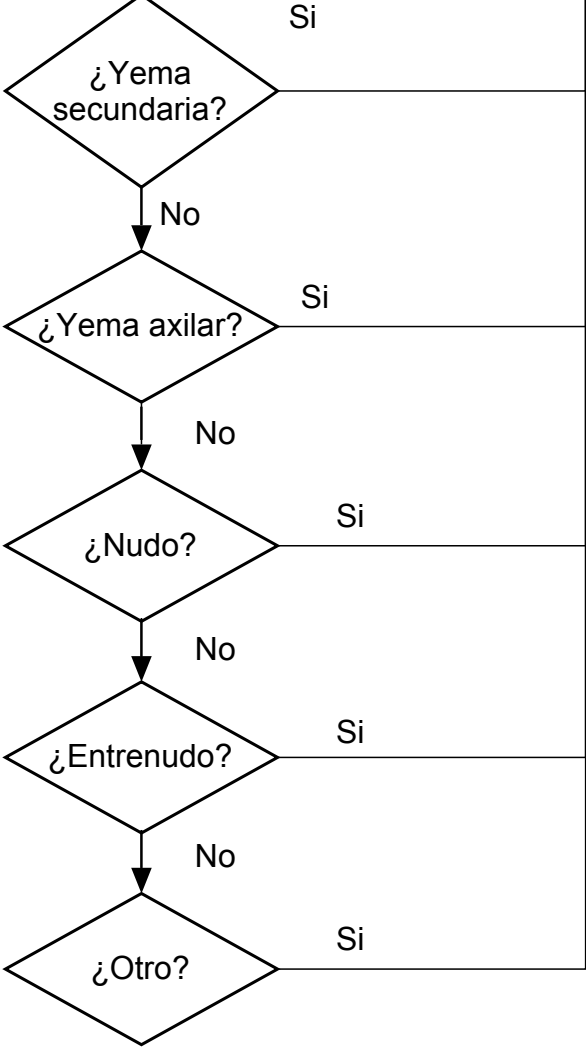 Si
¿Yema
secundaria?
No
Si
¿Yema axilar?
No
Si
¿Nudo?
No
Si
¿Entrenudo?
No
Si
¿Otro?